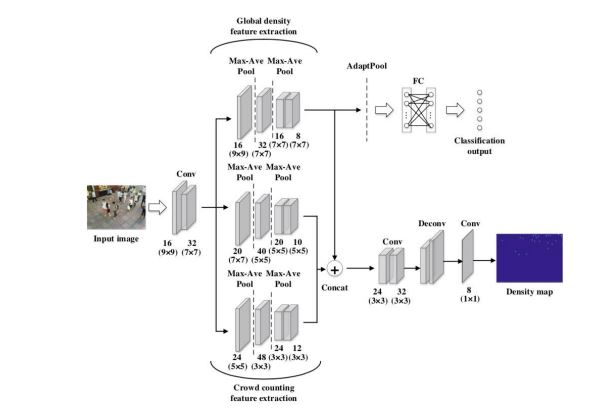 Global density
feature extraction
Max-Ave Max-Ave
Pool Pool
AdaptPool
FC
16 8
16 32 (7×7) (7×7)
(9×9) (7×7)
Classification
output
Conv
Max-Ave Max-Ave
Pool Pool
16 32
(9×9) (7×7)
Input image
20 40 20 10
(7×7) (5×5) (5×5) (5×5)
Conv
Deconv
Conv
+
Concat
24 32
(3×3) (3×3)
8
(1×1)
Density map
Max-Ave Max-Ave
Pool Pool
24 12
24 48 (3×3) (3×3)
(5×5) (3×3)
Crowd counting
feature extraction